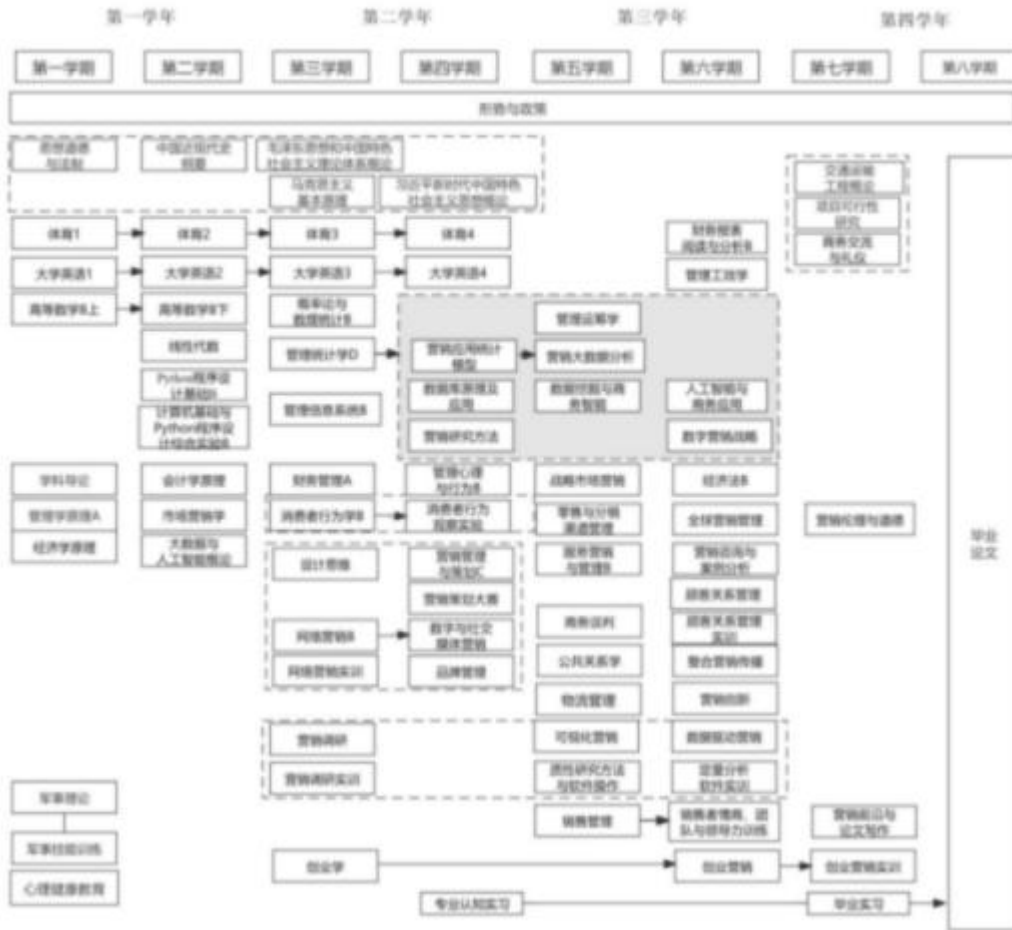 第一学年
第二学年
第三学年
第四学年
第一学期
第二学期
第三学期
第四学期
第五学期
第六学期
第七学期
第八学期
形势与政策
思想道德
与法制
中国近现代史
纲要
毛泽东思想和中国特色
社会主义理论体系概论
马克思主义
基本原理
习近平新时代中国特色
社会主义思想概论
交通运输
工程概论
项目可行性
研究
商务交流
与礼仪
体育1
体育2
体育3
体育4
财务报表
阅读与分析B
大学英语1
大学英语2
大学英语3
大学英语4
管理工效学
高等数学B上
高等数学B下
概率论与
数理统计B
管理运筹学
线性代数
管理统计学D
营销应用统计
模型
营销大数据分析
Python程序设
计基础B
管理信息系统B
数据库原理及
应用
数据挖掘与商
务智能
人工智能与
商务应用
计算机基础与
Python程序设
计综合实验B
营销研究方法
数字营销战略
学科导论
会计学原理
财务管理A
管理心理
与行为B
战略市场营销
经济法B
管理学原理A
市场营销学
消费者行为学B
消费者行为
观察实验
零售与分销
渠道管理
全球营销管理
营销伦理与道德
经济学原理
大数据与
人工智能概论
设计思维
营销管理
与策划C
服务营销
与管理B
营销咨询与
案例分析
营销策划大赛
顾客关系管理
网络营销B
数字与社交
媒体营销
商务谈判
顾客关系管理
实训
网络营销实训
品牌管理
公共关系学
整合营销传播
物流管理
营销创新
营销调研
可视化营销
数据驱动营销
营销调研实训
质性研究方法
与软件操作
定量分析
软件实训
军事理论
销售管理
销售者情商、团
队与领导力训练
营销前沿与
论文写作
军事技能训练
创业学
创业营销
创业营销实训
心理健康教育
专业认知实习
毕业实习
毕业
论文